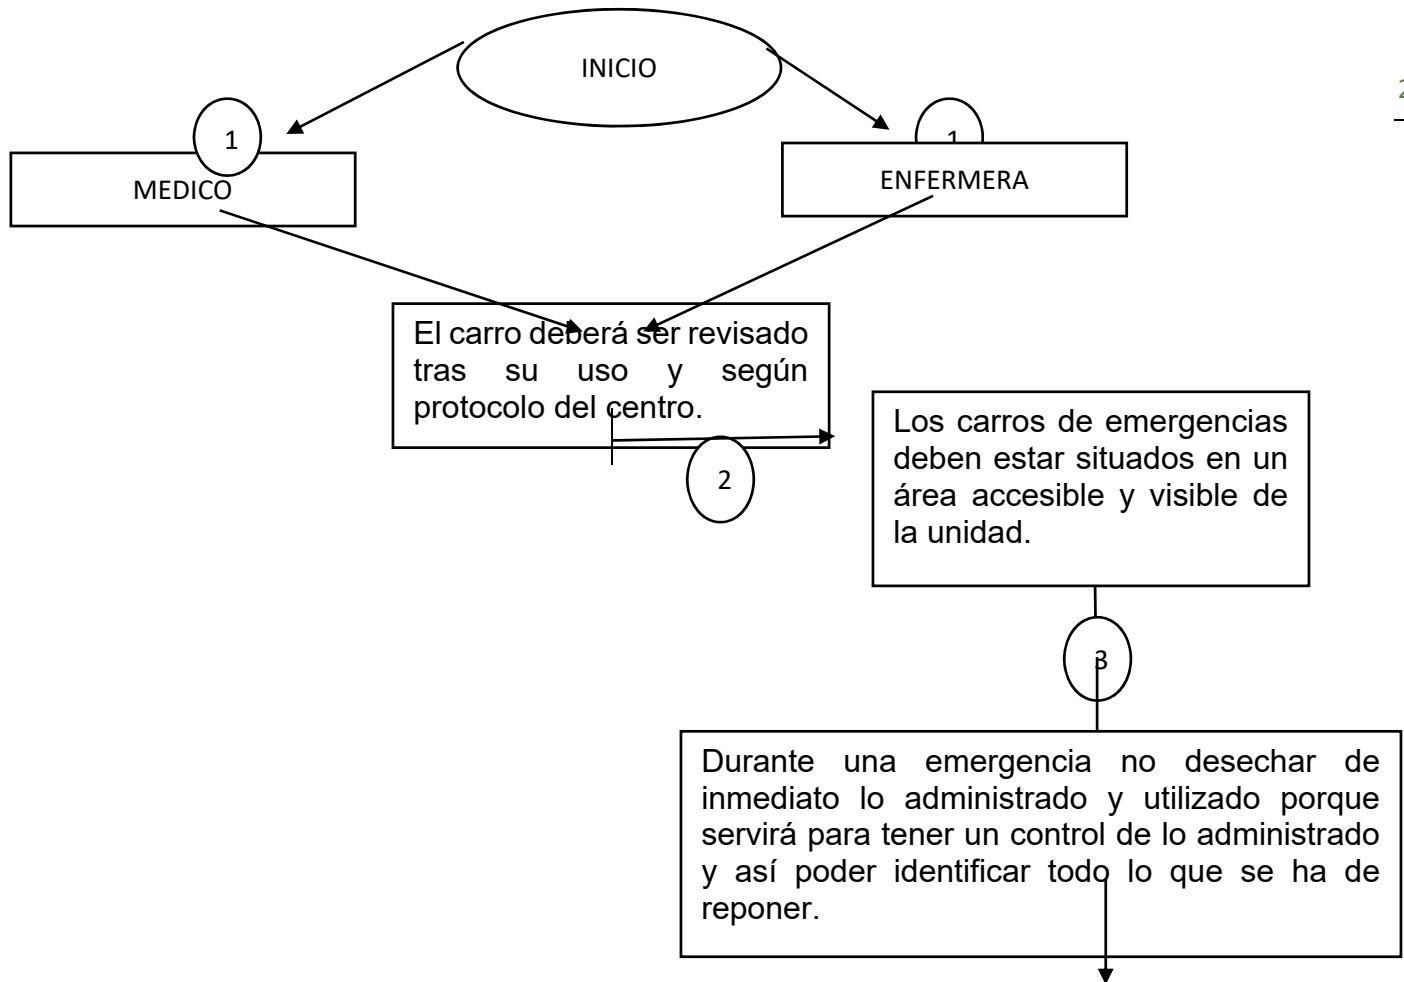 INICIO
2
1
1
MEDICO
ENFERMERA
El carro deberá ser revisado
tras su uso y según
protocolo del centro.
2
Los carros de emergencias
deben estar situados en un
área accesible y visible de
la unidad.
3
Durante una emergencia no desechar de
inmediato lo administrado y utilizado porque
servirá para tener un control de lo administrado
y así poder identificar todo lo que se ha de
reponer.